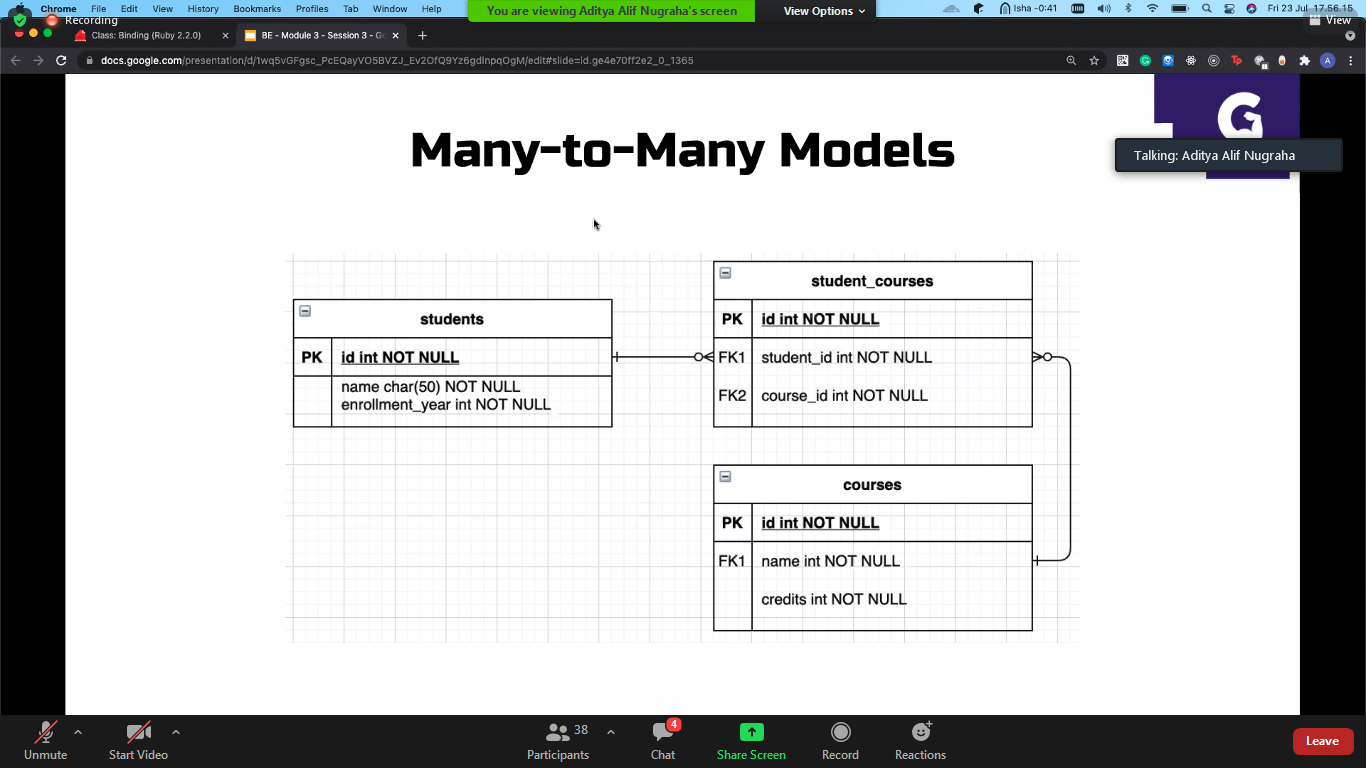 Chrome File Edit View History Bookmarks Profiles Tab Window Help
You are viewing Aditya Alif Nugraha's screen
View Options
Isha -0:41
Fri 23 Jul 17.56.15
Recording
View
Class: Binding (Ruby 2.2.0)
BE - Module 3 - Session 3 - Go
docs.google.com/presentation/d/1wq5vGFgsc_PcEQayVO5BVZJ_Ev2OfQ9Yz6gdInpqOgM/edit#slide=id.ge4e70ff2e2_0_1365
Tp
A
G
Many-to-Many Models
Talking: Aditya Alif Nugraha
students
PK id int NOT NULL
name char(50) NOT NULL
enrollment_year int NOT NULL
student_courses
PK id int NOT NULL
FK1 student_id int NOT NULL
FK2 course_id int NOT NULL
courses
PK id int NOT NULL
FK1 name int NOT NULL
credits int NOT NULL
Unmute
Start Video
Participants
38
Chat
4
Share Screen
Record
Reactions
Leave